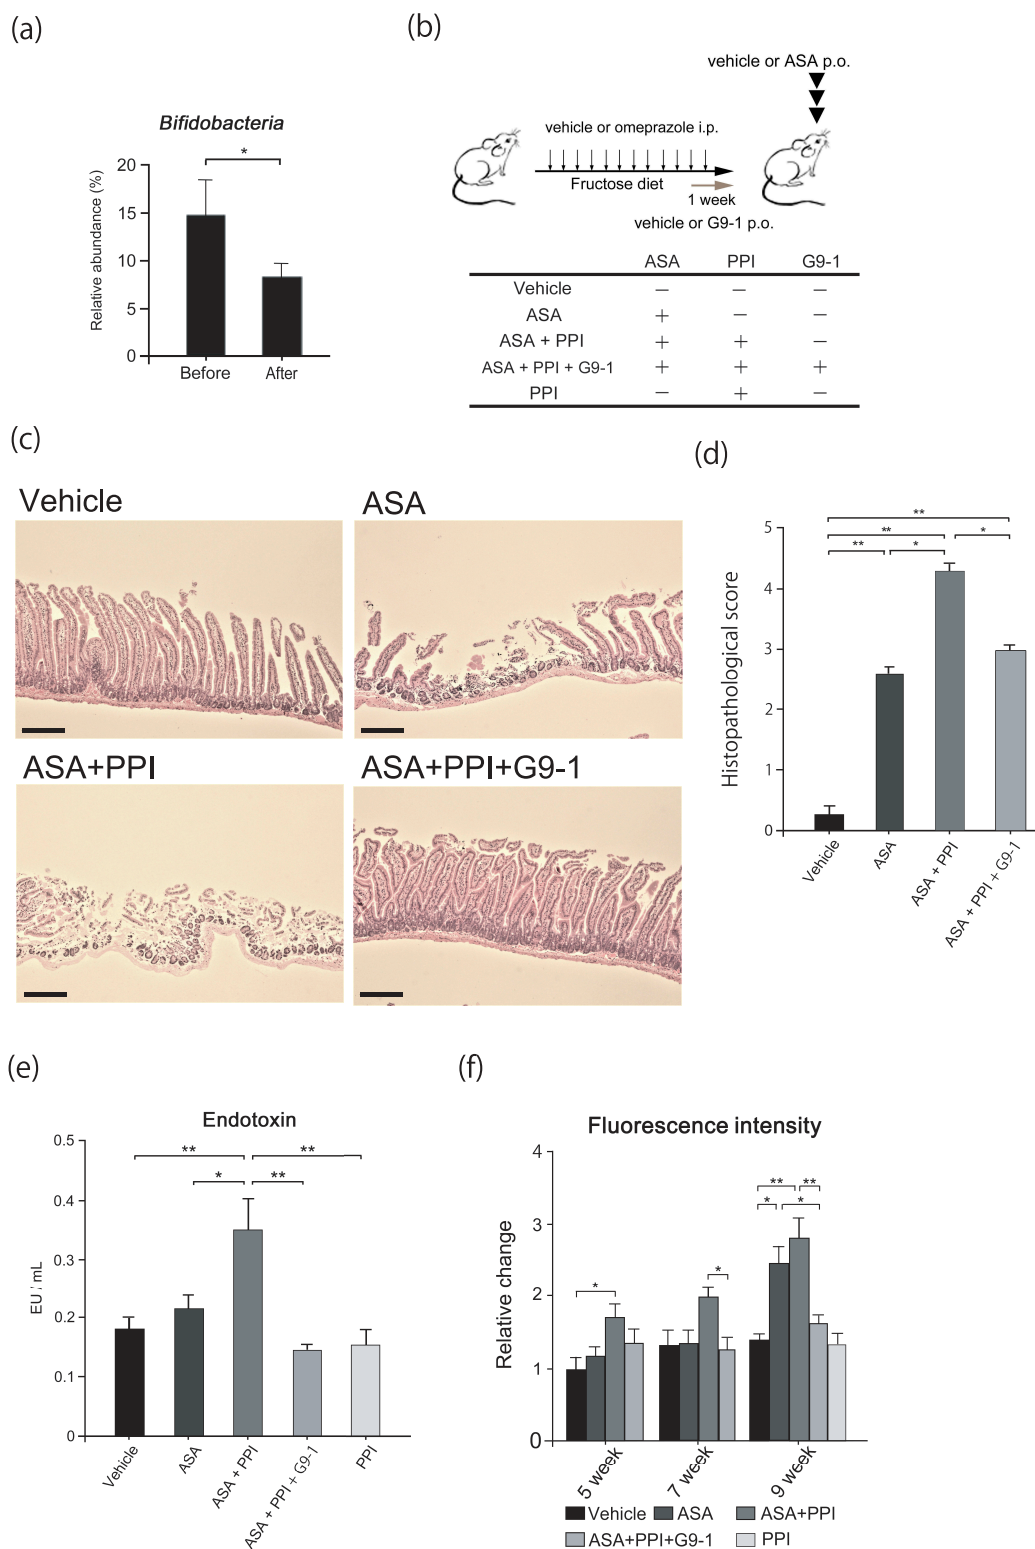 (a)
Bifidobacteria
*
20
15
10
5
0
Relative abundance (%)
Before After
(b)
vehicle or ASA p.o.
vehicle or omeprazole i.p.
Fructose diet
1 week
vehicle or G9-1 p.o.
ASA PPI G9-1
Vehicle − − −
ASA + − −
ASA + PPI + + −
ASA + PPI + G9-1 + + +
PPI − + −
(c)
Vehicle
ASA
ASA+PPI
ASA+PPI+G9-1
(d)
**
** *
** *
5
4
3
2
1
0
Histopathological score
Vehicle
ASA
ASA + PPI
ASA + PPI + G9-1
(e)
Endotoxin
0.5
0.4
0.3
0.2
0.1
0
EU / mL
** **
* **
Vehicle
ASA
ASA + PPI
ASA + PPI + G9-1
PPI
(f)
Fluorescence intensity
4
3
2
1
0
Relative change
*
*
** **
* *
5 week
7 week
9 week
Vehicle ASA ASA+PPI
ASA+PPI+G9-1 PPI